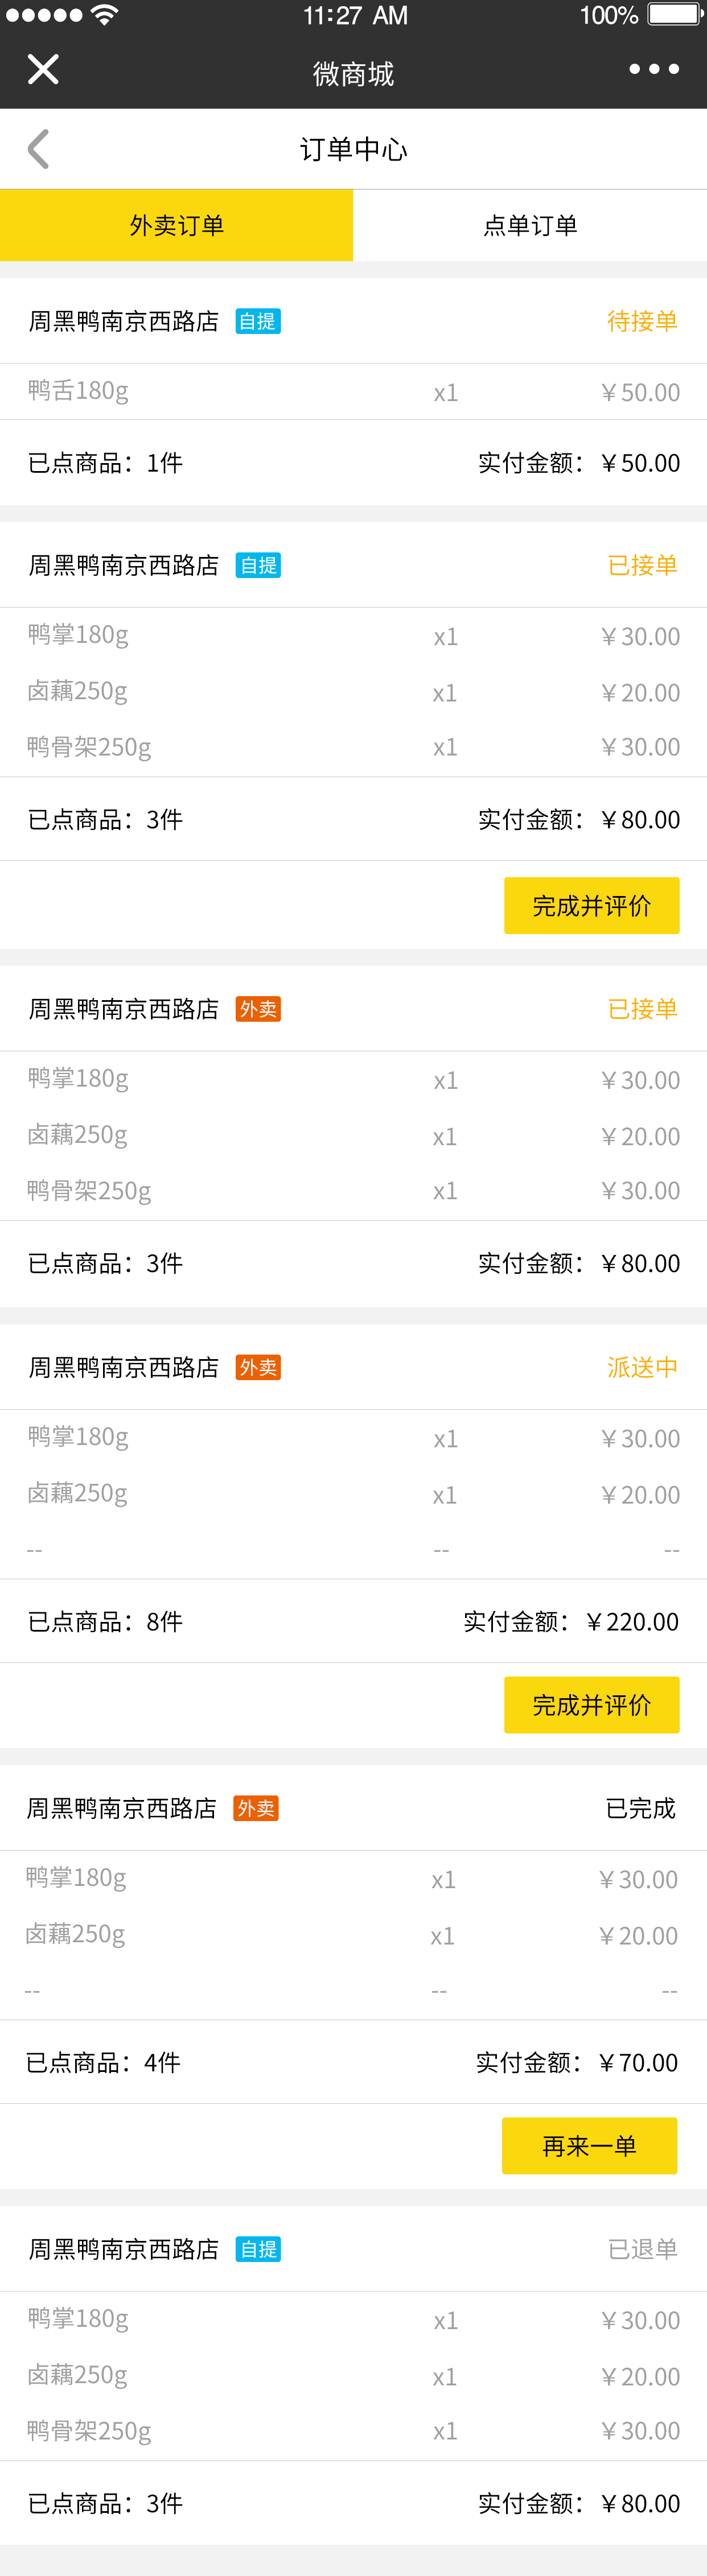 11:27 AM 100%
微商城
订单中心
外卖订单 点单订单
周黑鸭南京西路店 自提 待接单
鸭舌180g x1 ¥50.00
已点商品：1件 实付金额：¥50.00
周黑鸭南京西路店 自提 已接单
鸭掌180g x1 ¥30.00
卤藕250g x1 ¥20.00
鸭骨架250g x1 ¥30.00
已点商品：3件 实付金额：¥80.00
完成并评价
周黑鸭南京西路店 外卖 已接单
鸭掌180g x1 ¥30.00
卤藕250g x1 ¥20.00
鸭骨架250g x1 ¥30.00
已点商品：3件 实付金额：¥80.00
周黑鸭南京西路店 外卖 派送中
鸭掌180g x1 ¥30.00
卤藕250g x1 ¥20.00
-- -- --
已点商品：8件 实付金额：¥220.00
完成并评价
周黑鸭南京西路店 外卖 已完成
鸭掌180g x1 ¥30.00
卤藕250g x1 ¥20.00
-- -- --
已点商品：4件 实付金额：¥70.00
再来一单
周黑鸭南京西路店 自提 已退单
鸭掌180g x1 ¥30.00
卤藕250g x1 ¥20.00
鸭骨架250g x1 ¥30.00
已点商品：3件 实付金额：¥80.00